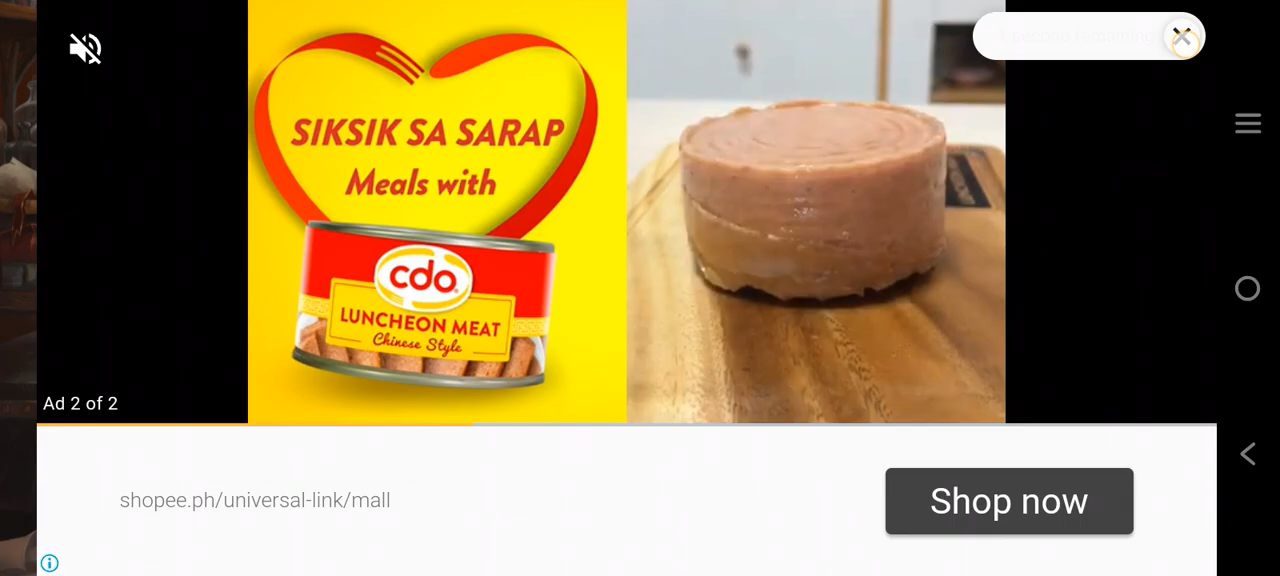 SIKSIK SA SARAP
Meals with
cdo
LUNCHEON MEAT
Chinese Style
Ad 2 of 2
shopee.ph/universal-link/mall
Shop now